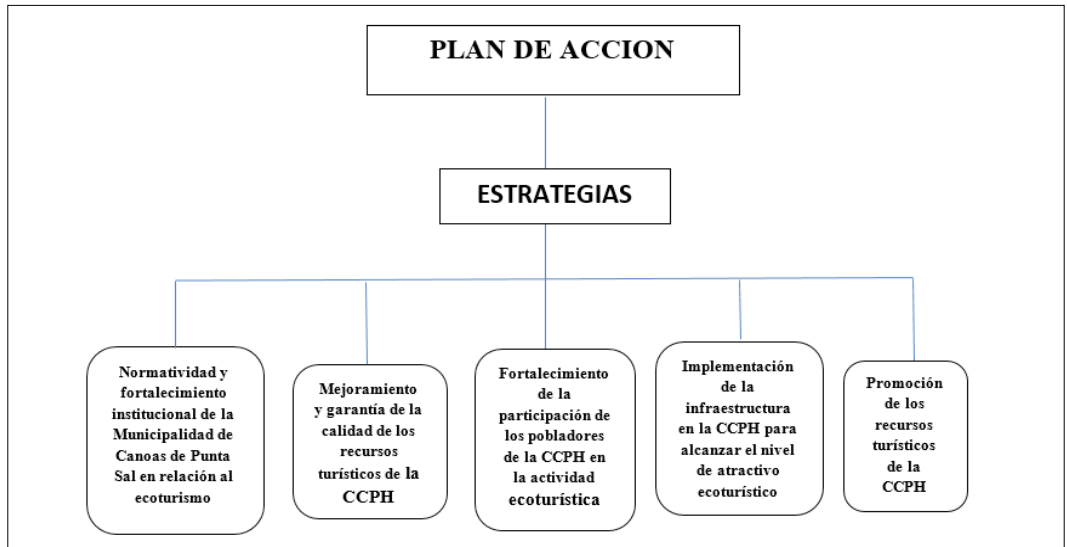 PLAN DE ACCION
ESTRATEGIAS
Normatividad y
fortalecimiento
institucional de la
Municipalidad de
Canoas de Punta
Sal en relación al
ecoturismo
Mejoramiento
y garantía de la
calidad de los
recursos
turísticos de la
CCPH
Fortalecimiento
de la
participación de
los pobladores
de la CCPH en
la actividad
ecoturística
Implementación
de la
infraestructura
en la CCPH para
alcanzar el nivel
de atractivo
ecoturístico
Promoción
de los
recursos
turísticos
de la
CCPH